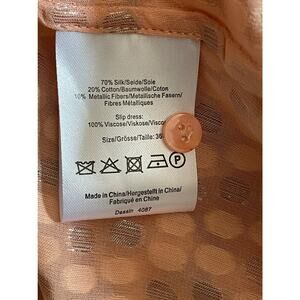 70% Silk/Seide/Soie
20% Cotton/Baumwolle/Coton
10% Metallic Fibers/Metallische Fasern/
Fibres Métalliques
Slip dress:
100% Viscose/Viskose/Viscose
Size/Grösse/Taille: 36
P
Made in China/Hergestellt in China/
Fabriqué en Chine
Dessin 4087